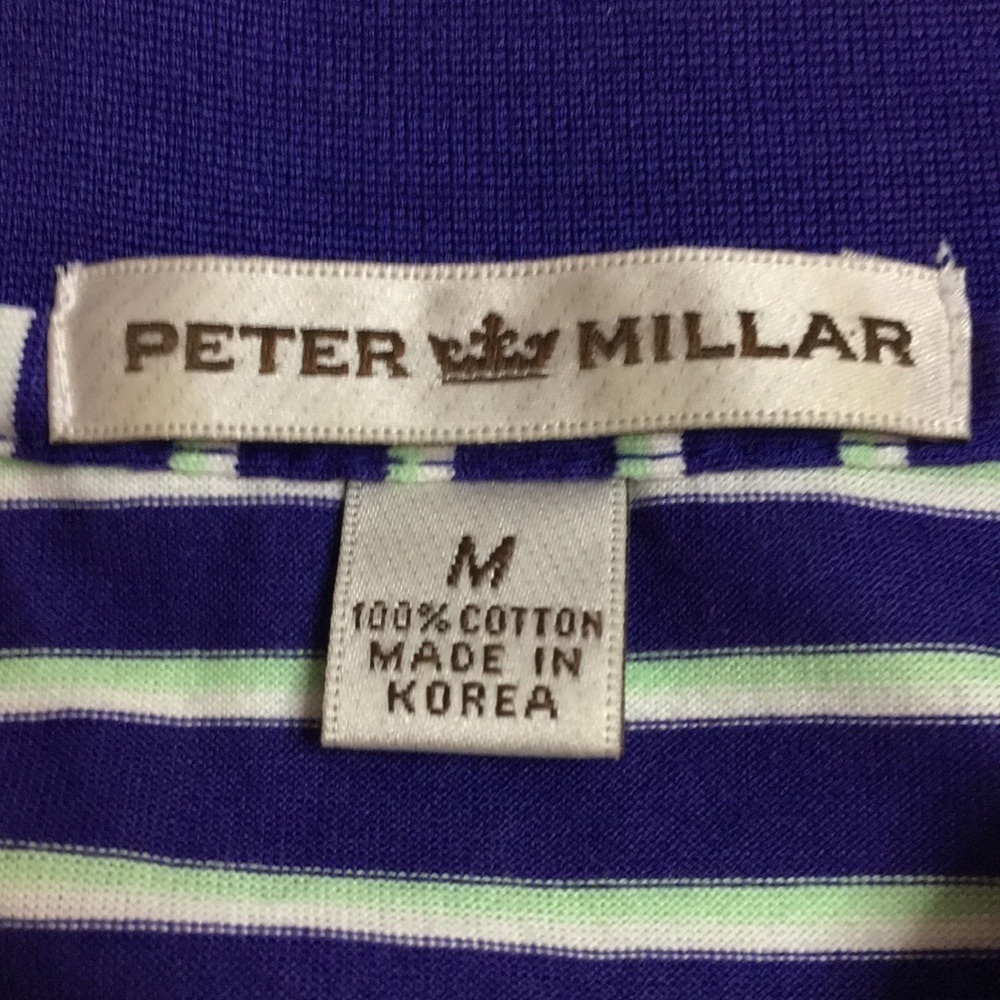 PETER MILLAR
M
100% COTTON
MADE IN
KOREA